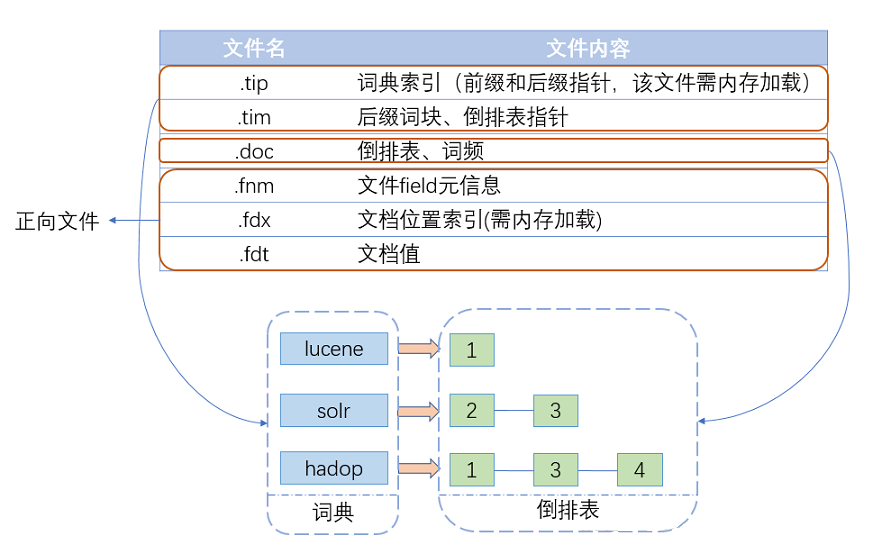 文件名 文件内容
.tip 词典索引（前缀和后缀指针，该文件需内存加载）
.tim 后缀词块、倒排表指针
.doc 倒排表、词频
.fnm 文件field元信息
正向文件 .fdx 文档位置索引(需内存加载)
.fdt 文档值
lucene 1
solr 2 3
hadop 1 3 4
词典 倒排表